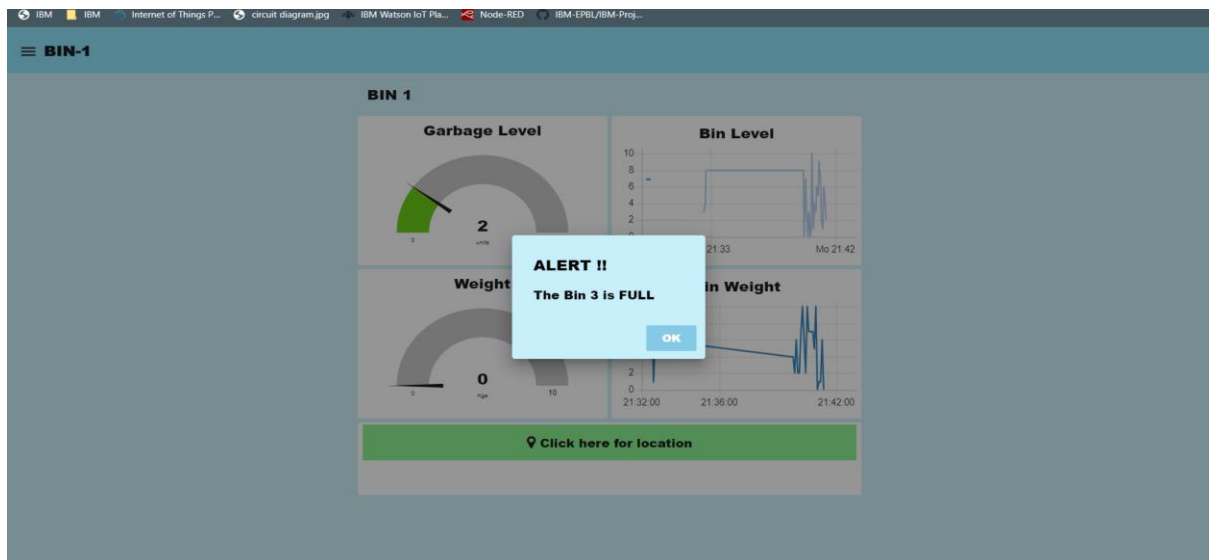 IBM IBM Internet of Things P... circuit diagram.jpg IBM Watson IoT Pla... Node-RED IBM-EPBL/IBM-Proj...
BIN-1
BIN 1
Garbage Level
2
units
Bin Level
10
8
6
4
2
0
21:33 Mo 21:42
ALERT !!
The Bin 3 is FULL
OK
Weight
0
0
Kgs
10
in Weight
2
0
21:32:00 21:36:00 21:42:00
Click here for location